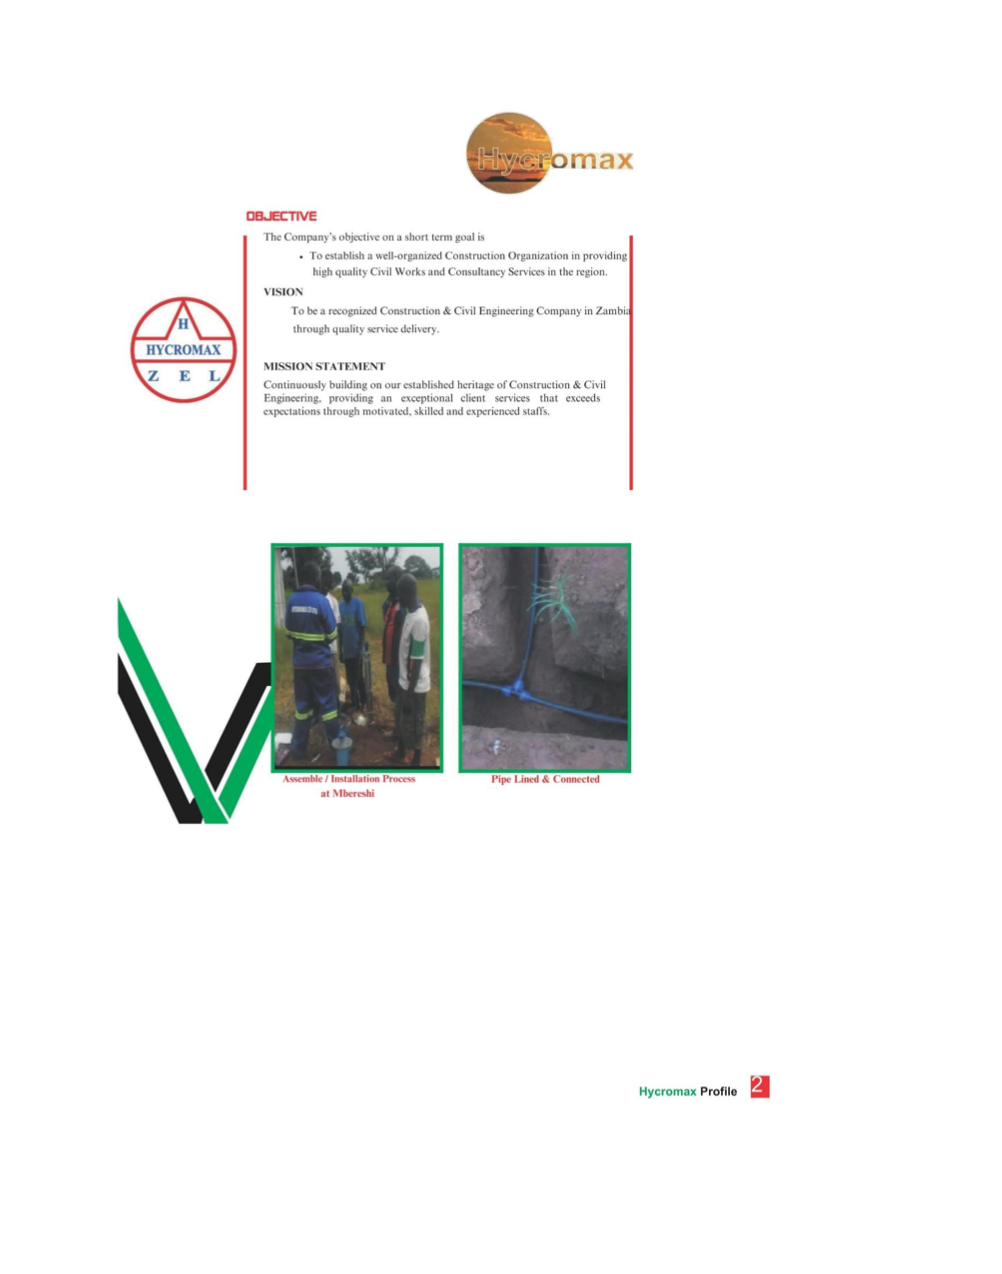 Hycromax
OBJECTIVE
The Company's objective on a short term goal is
• To establish a well-organized Construction Organization in providing
high quality Civil Works and Consultancy Services in the region.
VISION
To be a recognized Construction & Civil Engineering Company in Zambia
through quality service delivery.
H
HYCROMAX
Z E L
MISSION STATEMENT
Continuously building on our established heritage of Construction & Civil
Engineering, providing an exceptional client services that exceeds
expectations through motivated, skilled and experienced staffs.
Assemble / Installation Process
at Mbereshi
Pipe Lined & Connected
Hycromax Profile 2